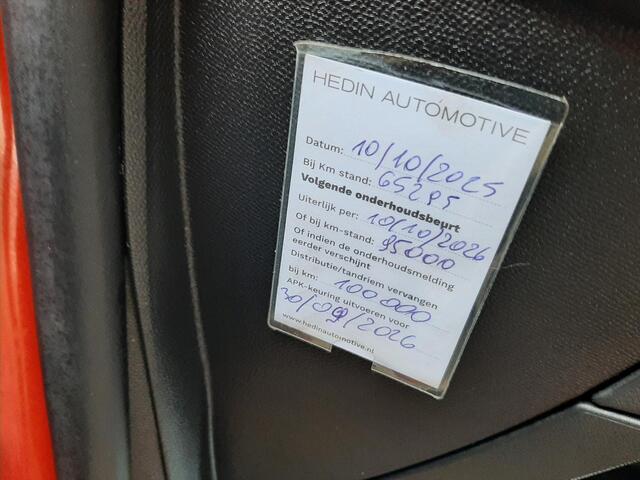 HEDIN AUTOMOTIVE
Datum: 10/10/2025
Bij Km stand: 65295
Volgende onderhoudsbeurt
Uiterlijk per: 10/10/2026
Of bij km-stand: 95000
Of indien de onderhoudsmelding
eerder verschijnt
Distributie/tandriem vervangen
bij km: 100000
APK-keuring uitvoeren voor
30/09/2026
www.hedinautomotive.nl